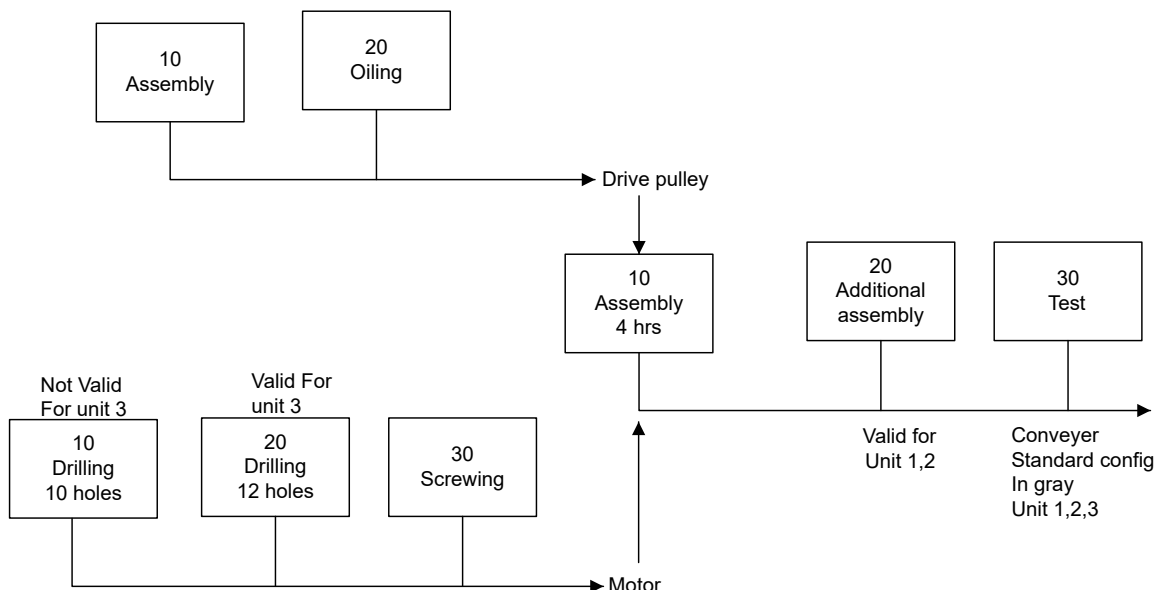 10
Assembly
20
Oiling
Drive pulley
10
Assembly
4 hrs
20
Additional
assembly
30
Test
Not Valid
For unit 3
10
Drilling
10 holes
Valid For
unit 3
20
Drilling
12 holes
30
Screwing
Valid for
Unit 1,2
Conveyer
Standard config
In gray
Unit 1,2,3
Motor